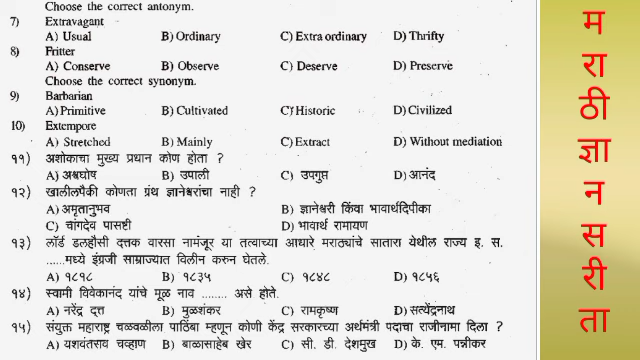 Choose the correct antonym.
7) Extravagant
A) Usual B) Ordinary C) Extra ordinary D) Thrifty
8) Fritter
A) Conserve B) Observe C) Deserve D) Preserve
Choose the correct synonym.
9) Barbarian
A) Primitive B) Cultivated C) Historic D) Civilized
10) Extempore
A) Stretched B) Mainly C) Extract D) Without mediation
११) अशोकाचा मुख्य प्रधान कोण होता ?
A) अश्वघोष B) उपाली C) उपगुप्त D) आनंद
१२) खालीलपैकी कोणता ग्रंथ ज्ञानेश्वरांचा नाही ?
A) अमृतानुभव B) ज्ञानेश्वरी किंवा भावार्थदिपीका
C) चांगदेव पासष्टी D) भावार्थ रामायण
१३) लॉर्ड डलहौसी दत्तक वारसा नामंजूर या तत्वाच्या आधारे मराठ्यांचे सातारा येथील राज्य इ. स.
......मध्ये इंग्रजी साम्राज्यात विलीन करुन घेतले.
A) १८१८ B) १८३५ C) १८४८ D) १८५६
१४) स्वामी विवेकानंद यांचे मूळ नाव ........ असे होते.
A) नरेंद्र दत्त B) मुळशंकर C) रामकृष्ण D) सत्येंद्रनाथ
१५) संयुक्त महाराष्ट्र चळवळीला पाठिंबा म्हणून कोणी केंद्र सरकारच्या अर्थमंत्री पदाचा राजीनामा दिला ?
A) यशवंतराव चव्हाण B) बाळासाहेब खेर C) सी. डी. देशमुख D) के. एम. पन्नीकर
म
रा
ठी
ज्ञा
न
स
री
ता